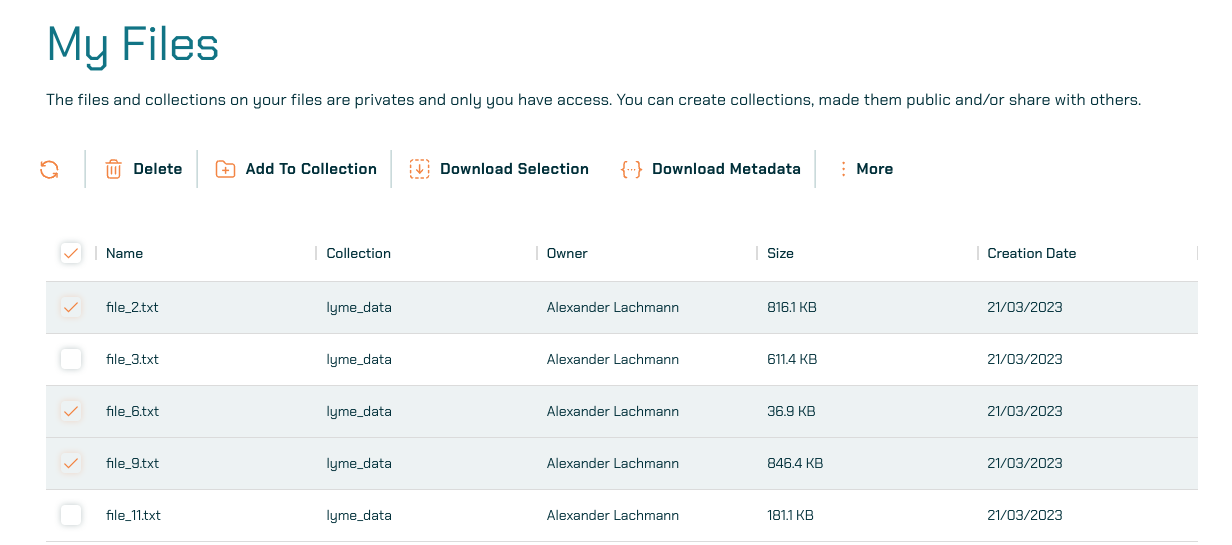 My Files
The files and collections on your files are privates and only you have access. You can create collections, made them public and/or share with others.
Delete Add To Collection Download Selection Download Metadata More
Name Collection Owner Size Creation Date
file_2.txt lyme_data Alexander Lachmann 816.1 KB 21/03/2023
file_3.txt lyme_data Alexander Lachmann 611.4 KB 21/03/2023
file_6.txt lyme_data Alexander Lachmann 36.9 KB 21/03/2023
file_9.txt lyme_data Alexander Lachmann 846.4 KB 21/03/2023
file_11.txt lyme_data Alexander Lachmann 181.1 KB 21/03/2023